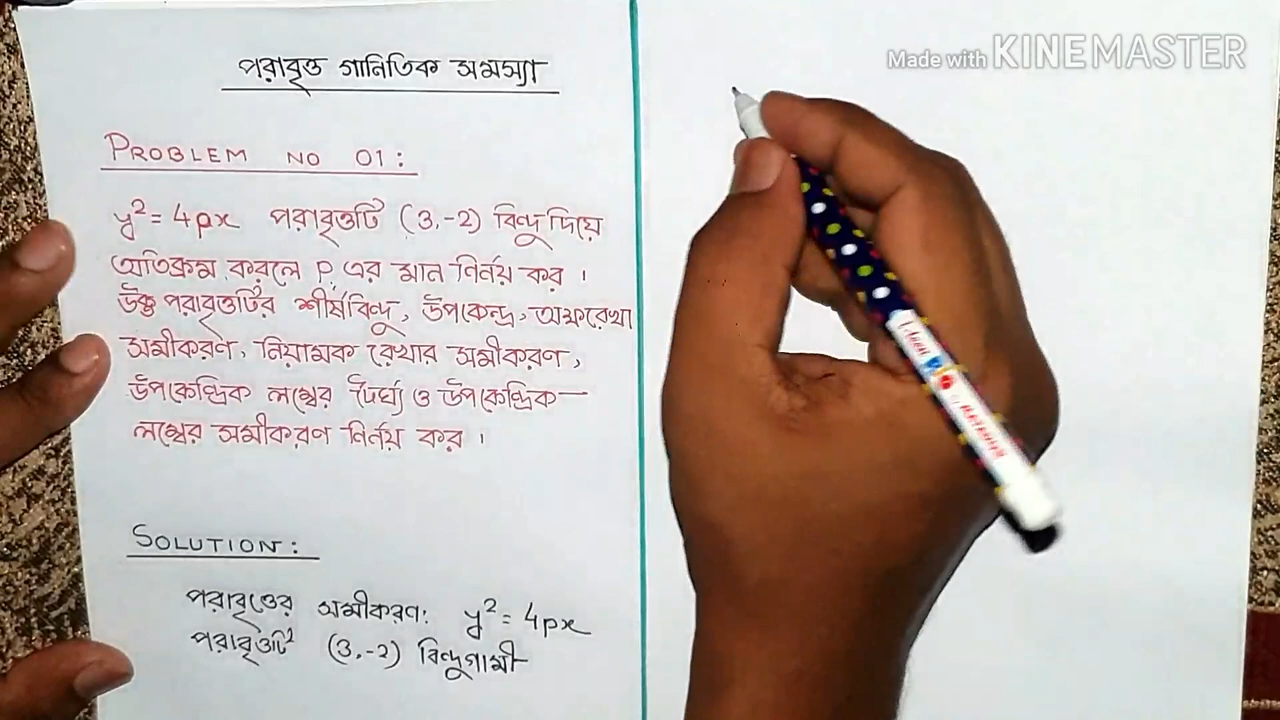 Made with KINEMASTER
পরাবৃত্ত গানিতিক সমস্যা
PROBLEM NO 01:
y² = 4px পরাবৃত্তটি (3,-2) বিন্দু দিয়ে
অতিক্রম করলে p এর মান নির্নয় কর ।
উক্ত পরাবৃত্তটির শীর্ষবিন্দু, উপকেন্দ্র, অক্ষরেখা
সমীকরণ, নিয়ামক রেখার সমীকরণ,
উপকেন্দ্রিক লম্বের দৈর্ঘ্য ও উপকেন্দ্রিক—
লম্বের সমীকরণ নির্নয় কর ।
SOLUTION:
পরাবৃত্তের সমীকরণ: y² = 4px
পরাবৃত্তটি (3,-2) বিন্দুগামী